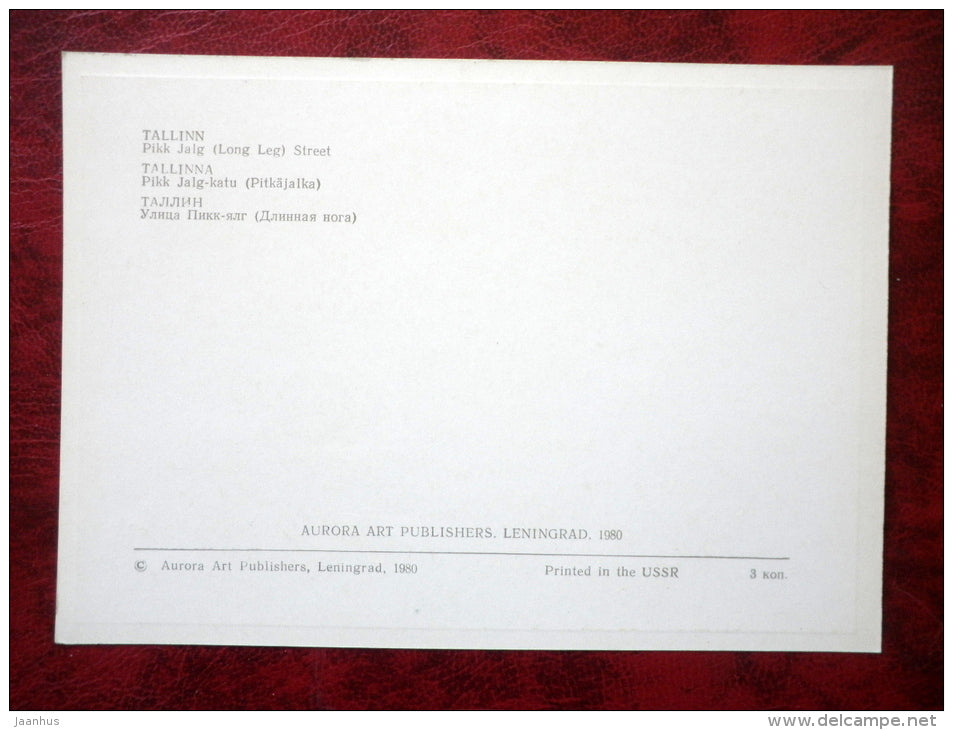 TALLINN
Pikk Jalg (Long Leg) Street
TALLINNA
Pikk Jalg-katu (Pitkäjalka)
ТАЛЛИН
Улица Пикк-ялг (Длинная нога)
AURORA ART PUBLISHERS. LENINGRAD. 1980
© Aurora Art Publishers, Leningrad, 1980 Printed in the USSR 3 коп.
jaanhus
delcampe.net